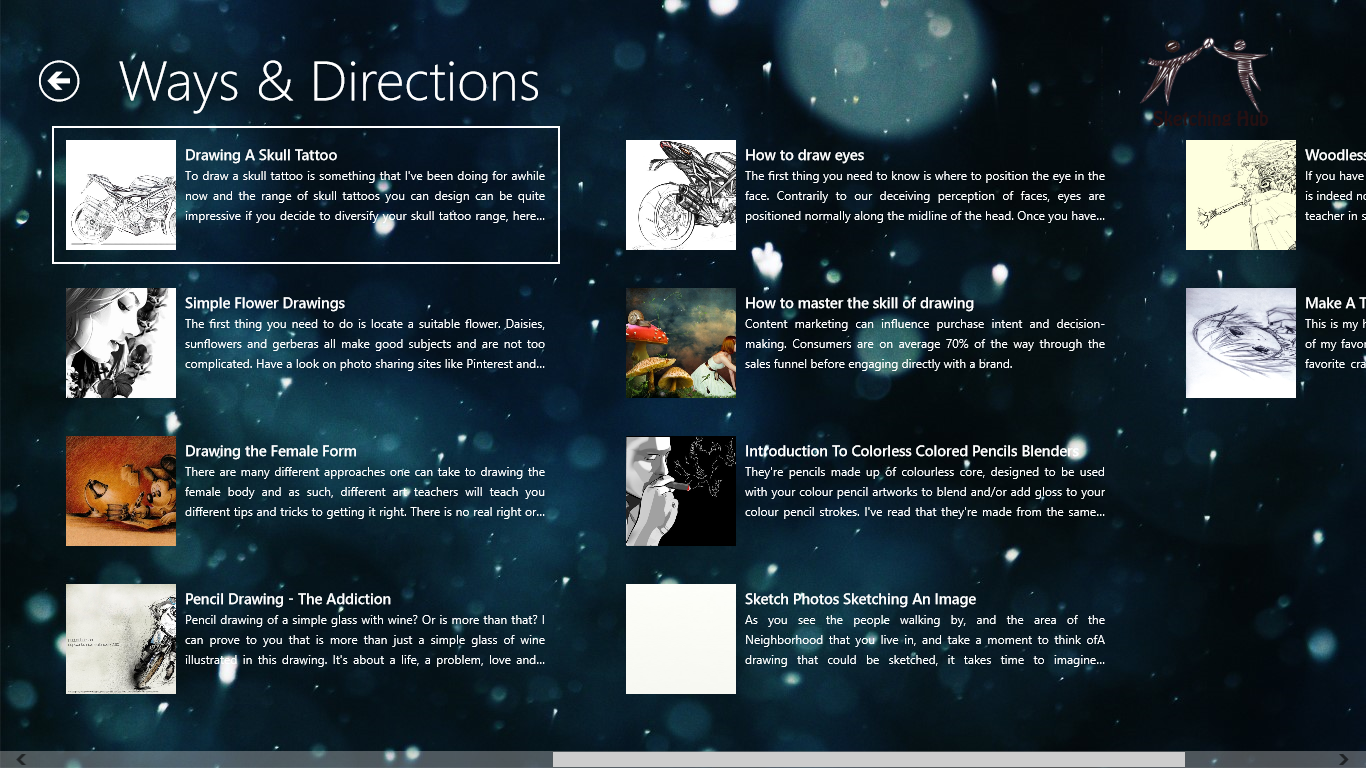 Ways & Directions
Sketching Hub
Drawing A Skull Tattoo
To draw a skull tattoo is something that I've been doing for awhile
now and the range of skull tattoos you can design can be quite
impressive if you decide to diversify your skull tattoo range, here...
Simple Flower Drawings
The first thing you need to do is locate a suitable flower. Daisies,
sunflowers and gerberas all make good subjects and are not too
complicated. Have a look on photo sharing sites like Pinterest and...
Drawing the Female Form
There are many different approaches one can take to drawing the
female body and as such, different art teachers will teach you
different tips and tricks to getting it right. There is no real right or...
Pencil Drawing - The Addiction
Pencil drawing of a simple glass with wine? Or is more than that? I
can prove to you that is more than just a simple glass of wine
illustrated in this drawing. It's about a life, a problem, love and...
How to draw eyes
The first thing you need to know is where to position the eye in the
face. Contrarily to our deceiving perception of faces, eyes are
positioned normally along the midline of the head. Once you have...
How to master the skill of drawing
Content marketing can influence purchase intent and decision-
making. Consumers are on average 70% of the way through the
sales funnel before engaging directly with a brand.
Introduction To Colorless Colored Pencils Blenders
They're pencils made up of colourless core, designed to be used
with your colour pencil artworks to blend and/or add gloss to your
colour pencil strokes. I've read that they're made from the same...
Sketch Photos Sketching An Image
As you see the people walking by, and the area of the
Neighborhood that you live in, and take a moment to think ofA
drawing that could be sketched, it takes time to imagine...
Woodless
If you have
is indeed
teacher in
Make A T
This is my
of my
favorite